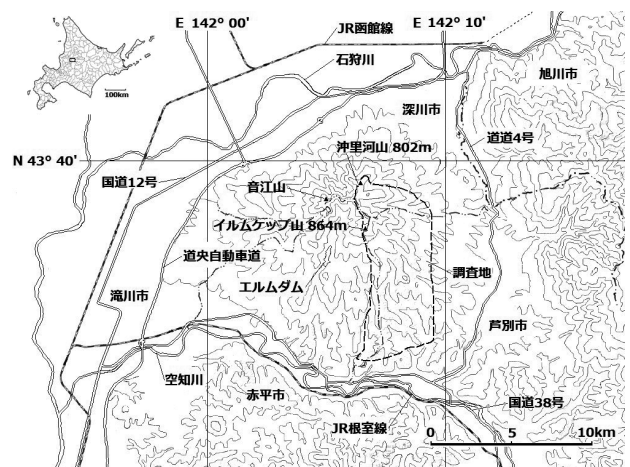 E 142° 00'
E 142° 10'
JR函館線
石狩川
旭川市
100km
深川市
道道4号
沖里河山 802m
N 43° 40'
国道12号
音江山
イルムケップ山 864m
道央自動車道
調査地
エルムダム
滝川市
芦別市
空知川
赤平市
国道38号
JR根室線
0 5 10km